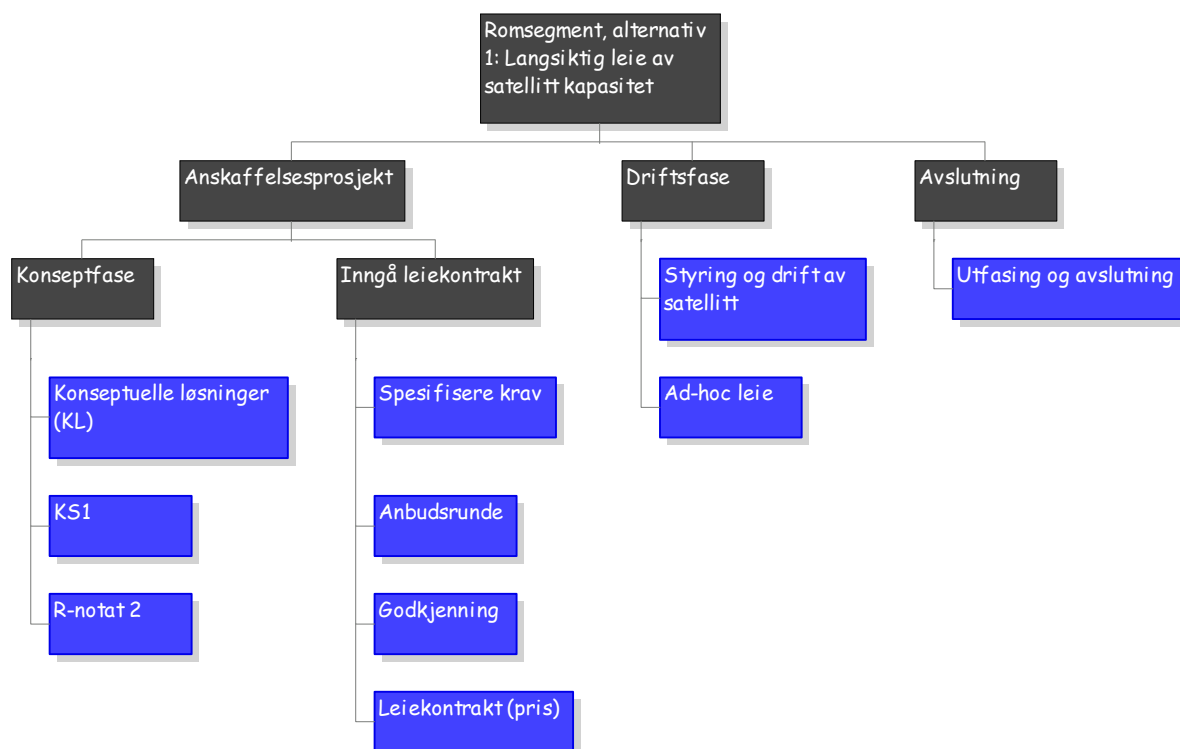 Romsegment, alternativ
1: Langsiktig leie av
satellitt kapasitet
Anskaffelsesprosjekt
Driftsfase
Avslutning
Konseptfase
Inngå leiekontrakt
Styring og drift av
satellitt
Utfasing og avslutning
Konseptuelle løsninger
(KL)
Spesifisere krav
Ad-hoc leie
KS1
Anbudsrunde
R-notat 2
Godkjenning
Leiekontrakt (pris)